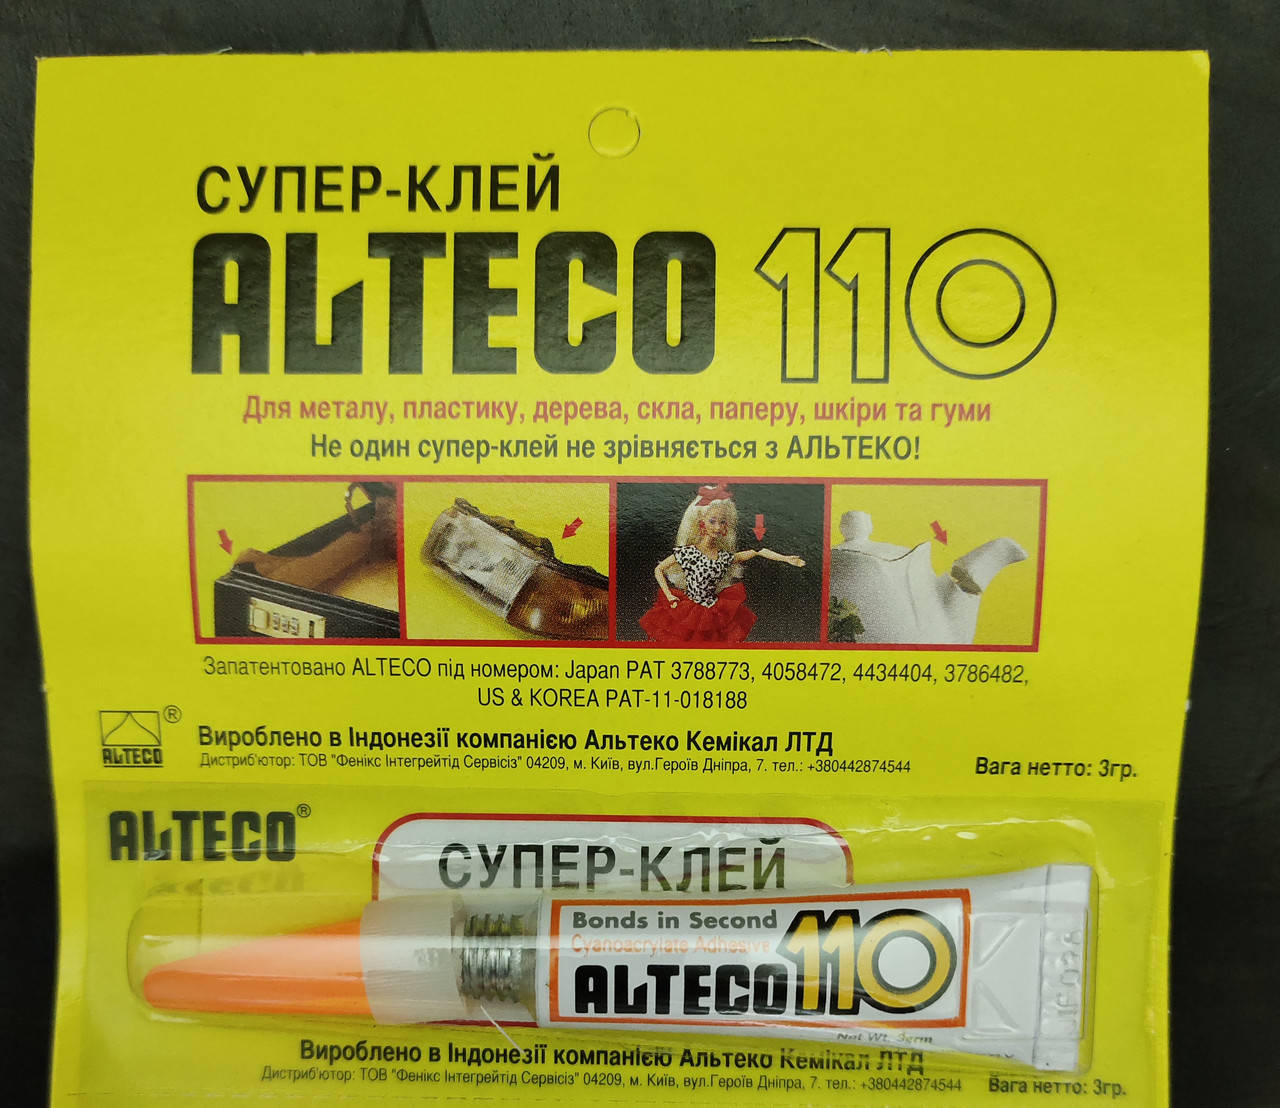 СУПЕР-КЛЕЙ
ALTECO 110
Для металу, пластику, дерева, скла, паперу, шкіри та гуми
Не один супер-клей не зрівняється з АЛЬТЕКО!
Запатентовано ALTECO під номером: Japan PAT 3788773, 4058472, 4434404, 3786482,
US & KOREA PAT-11-018188
ALTECO ®
Вироблено в Індонезії компанією Альтеко Кемікал ЛТД
Дистриб'ютор: ТОВ "Фенікс Інтегрейтід Сервісіз" 04209, м. Київ, вул.Героїв Дніпра, 7. тел.: +380442874544
Вага нетто: 3гр.
ALTECO®
СУПЕР-КЛЕЙ
Bonds in Second
Cyanoacrylate Adhesive
ALTECO 110
Net Wt. 3grm
Вироблено в Індонезії компанією Альтеко Кемікал ЛТД
Дистриб'ютор: ТОВ "Фенікс Інтегрейтід Сервісіз" 04209, м. Київ, вул.Героїв Дніпра, 7. тел.: +380442874544
Вага нетто: 3гр.